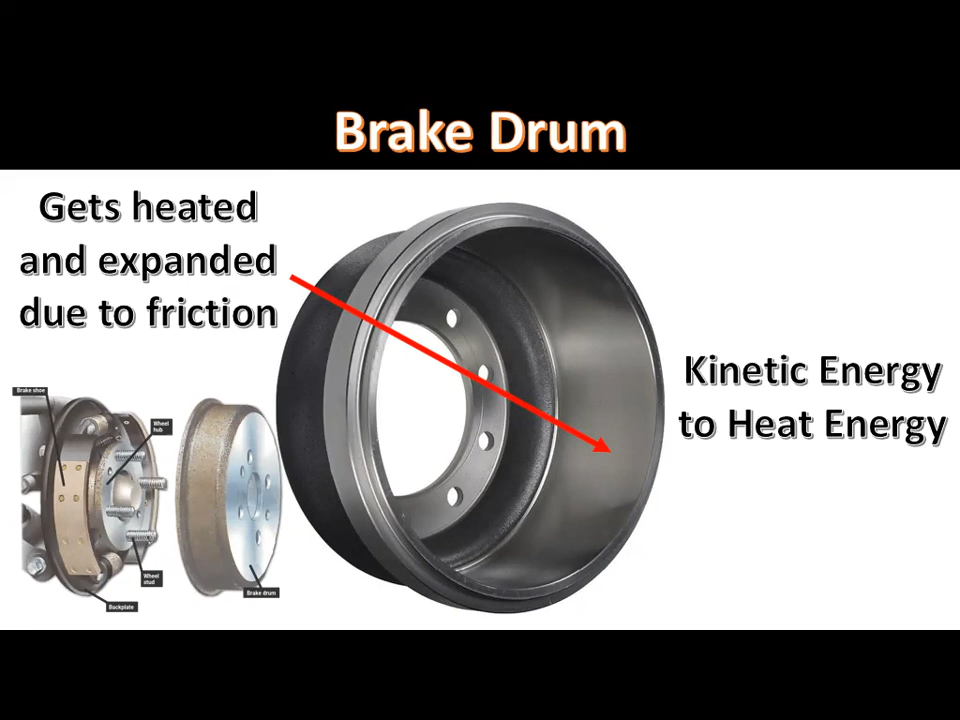 Brake Drum
Gets heated
and expanded
due to friction
Kinetic Energy
to Heat Energy
Brake shoe
Wheel
hub
Wheel
stud
Brake drum
Backplate